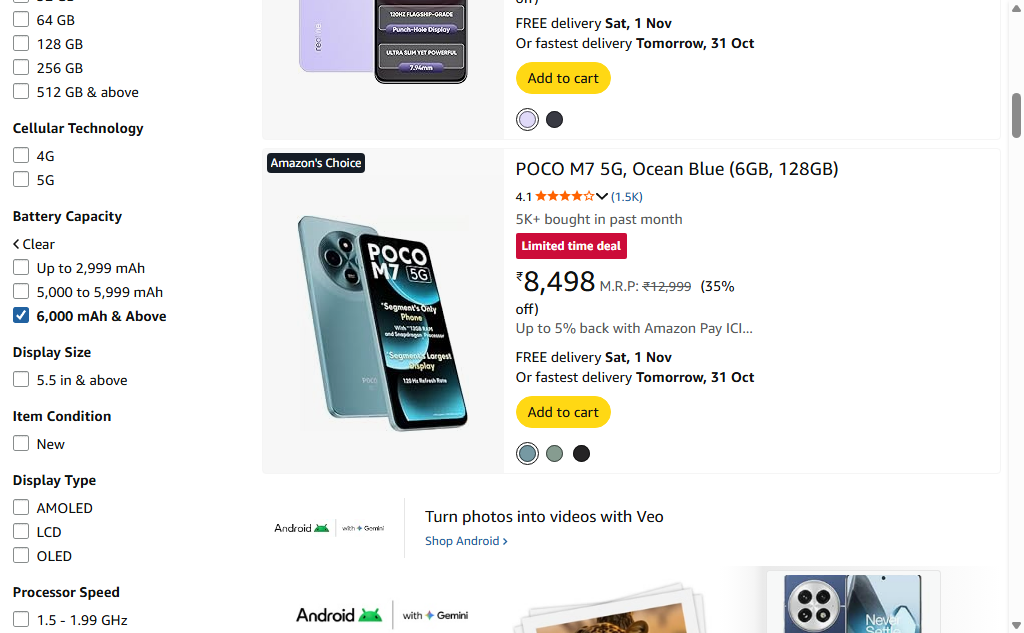 64 GB
128 GB
256 GB
512 GB & above
Cellular Technology
4G
5G
Battery Capacity
Clear
Up to 2,999 mAh
5,000 to 5,999 mAh
6,000 mAh & Above
Display Size
5.5 in & above
Item Condition
New
Display Type
AMOLED
LCD
OLED
Processor Speed
1.5 - 1.99 GHz
realme
120HZ FLAGSHIP-GRADE
Punch-Hole Display
ULTRA SLIM YET POWERFUL
7.94mm
off)
FREE delivery Sat, 1 Nov
Or fastest delivery Tomorrow, 31 Oct
Add to cart
Amazon's Choice
POCO
M7 5G
"Segment's Only
Phone
With "12GB RAM
and Snapdragon Processor
"Segment's Largest
Display
120 Hz Refresh Rate
POCO
POCO M7 5G, Ocean Blue (6GB, 128GB)
4.1 (1.5K)
5K+ bought in past month
Limited time deal
₹8,498 M.R.P: ₹12,999 (35%
off)
Up to 5% back with Amazon Pay ICI...
FREE delivery Sat, 1 Nov
Or fastest delivery Tomorrow, 31 Oct
Add to cart
Android with Gemini
Turn photos into videos with Veo
Shop Android
Android with Gemini
Never
Settle